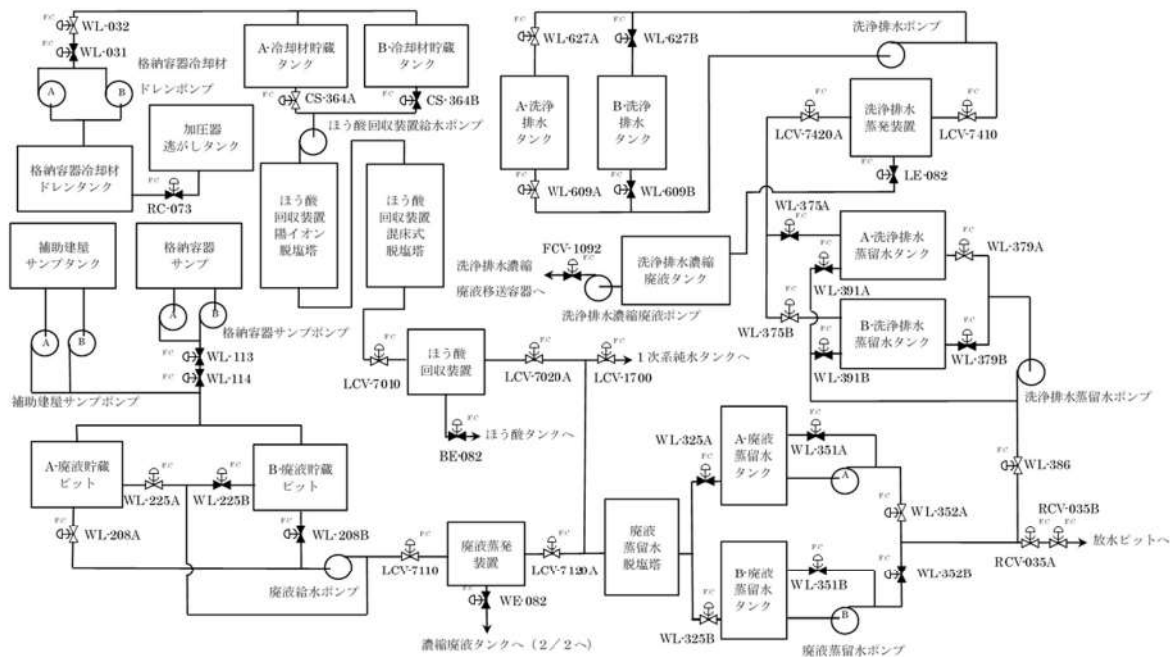 F.C
WL-032
F.C
WL-031
格納容器冷却材
ドレンポンプ
A
B
加圧器
逃がしタンク
格納容器冷却材
ドレンタンク
F.C
RC-073
A-冷却材貯蔵
タンク
B-冷却材貯蔵
タンク
F.C
CS-364A
F.C
CS-364B
ほう酸回収装置給水ポンプ
ほう酸
回収装置
陽イオン
脱塩塔
ほう酸
回収装置
混床式
脱塩塔
補助建屋
サンプタンク
格納容器
サンプ
A
B
A
B
格納容器サンプポンプ
F.C
WL-113
F.C
WL-114
補助建屋サンプポンプ
F.C
WL-627A
F.C
WL-627B
洗浄排水ポンプ
A-洗浄
排水
タンク
B-洗浄
排水
タンク
F.C
WL-609A
F.C
WL-609B
洗浄排水
蒸発装置
F.C
LCV-7420A
F.C
LCV-7410
F.C
LE-082
WL-375A
F.C
A-洗浄排水
蒸留水タンク
F.C
WL-379A
F.C
WL-391A
F.C
WL-375B
B-洗浄排水
蒸留水タンク
F.C
WL-379B
F.C
WL-391B
洗浄排水蒸留水ポンプ
FCV-1092
F.C
洗浄排水濃縮
廃液移送容器へ
洗浄排水濃縮
廃液タンク
洗浄排水濃縮廃液ポンプ
F.C
LCV-7010
ほう酸
回収装置
F.C
LCV-7020A
F.C
LCV-1700
1次系純水タンクへ
F.C
BE-082
ほう酸タンクへ
A-廃液貯蔵
ピット
B-廃液貯蔵
ピット
F.C
WL-225A
F.C
WL-225B
F.C
WL-208A
F.C
WL-208B
廃液給水ポンプ
F.C
LCV-7110
廃液蒸発
装置
F.C
LCV-7120A
F.C
WE-082
濃縮廃液タンクへ（2／2へ）
廃液
蒸留水
脱塩塔
WL-325A
F.C
A-廃液
蒸留水
タンク
F.C
WL-351A
A
F.C
WL-352A
F.C
WL-325B
B-廃液
蒸留水
タンク
F.C
WL-351B
B
F.C
WL-352B
廃液蒸留水ポンプ
F.C
WL-386
F.C
RCV-035A
RCV-035B
F.C
放水ピットへ